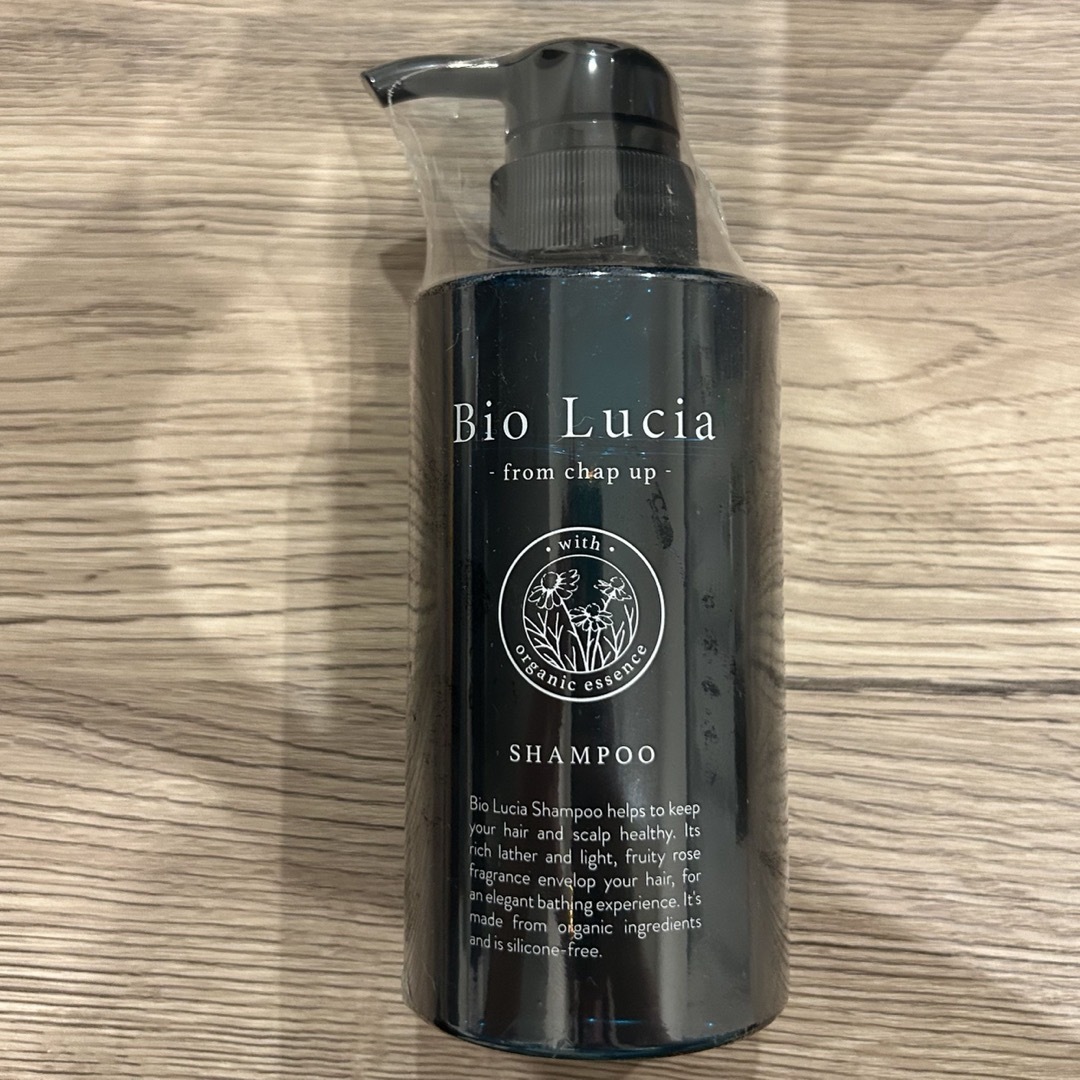 Bio Lucia
- from chap up -
• with •
organic essence
SHAMPOO
Bio Lucia Shampoo helps to keep
your hair and scalp healthy. Its
rich lather and light, fruity rose
fragrance envelop your hair, for
an elegant bathing experience. It's
made from organic ingredients
and is silicone-free.